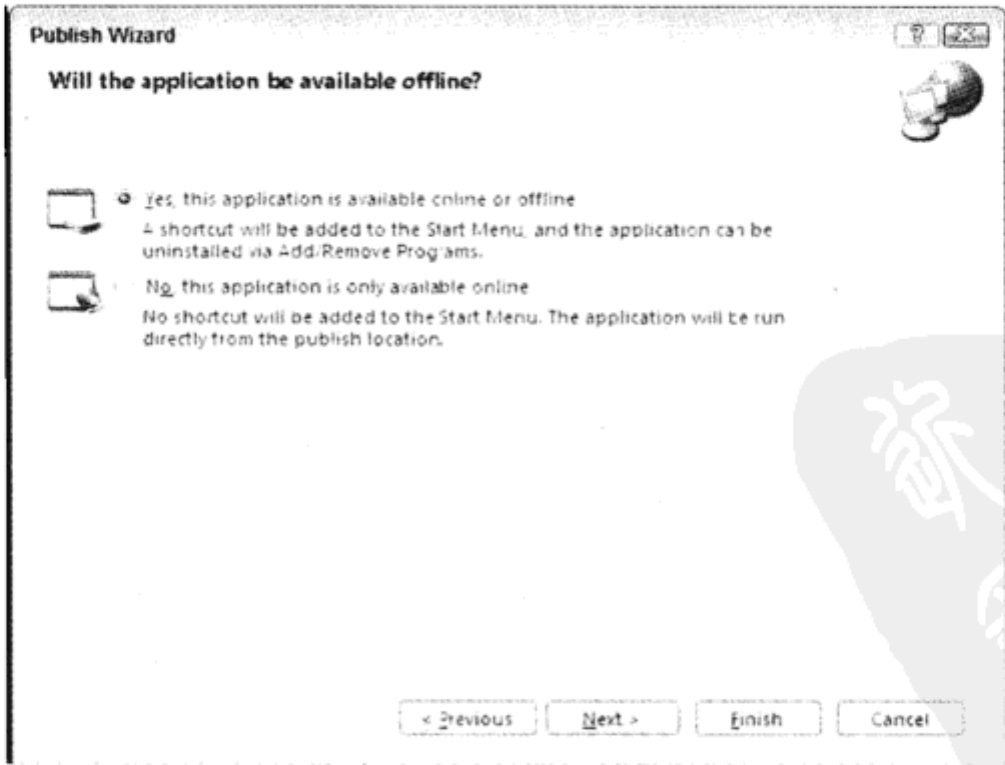 Publish Wizard
Will the application be available offline?
Yes, this application is available online or offline
A shortcut will be added to the Start Menu, and the application can be
uninstalled via Add/Remove Programs.
No, this application is only available online
No shortcut will be added to the Start Menu. The application will be run
directly from the publish location.
< Previous
Next >
Finish
Cancel